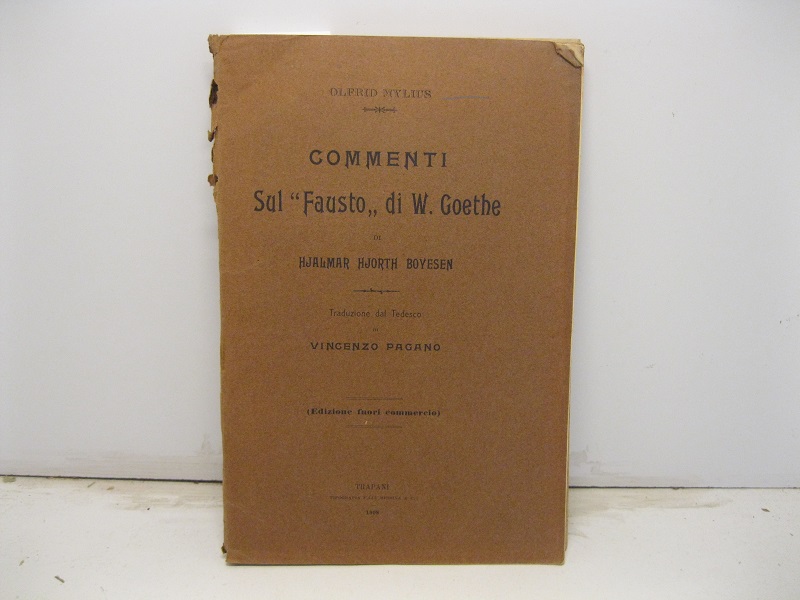 OLFRID MYLIUS
COMMENTI
Sul “Fausto„ di W. Goethe
DI
HJALMAR HJORTH BOYESEN
Traduzione dal Tedesco
DI
VINCENZO PAGANO
(Edizione fuori commercio)
TRAPANI